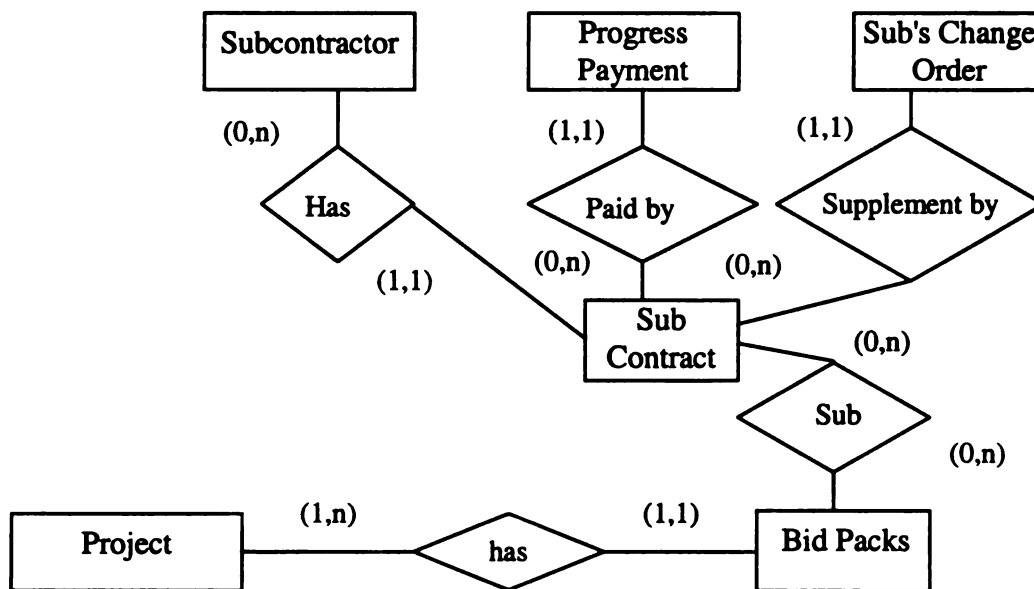 Subcontractor
Progress
Payment
Sub's Change
Order
(0,n)
(1,1)
(1,1)
Has
Paid by
Supplement by
(1,1)
(0,n)
(0,n)
Sub
Contract
(0,n)
Sub
(0,n)
Project
(1,n)
has
(1,1)
Bid Packs